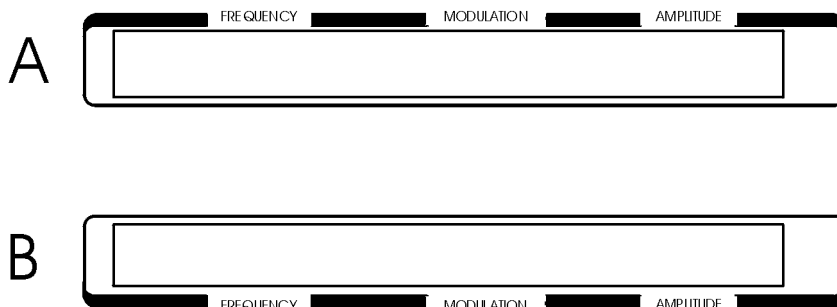 FREQUENCY MODULATION AMPLITUDE
A
B
FREQUENCY MODULATION AMPLITUDE